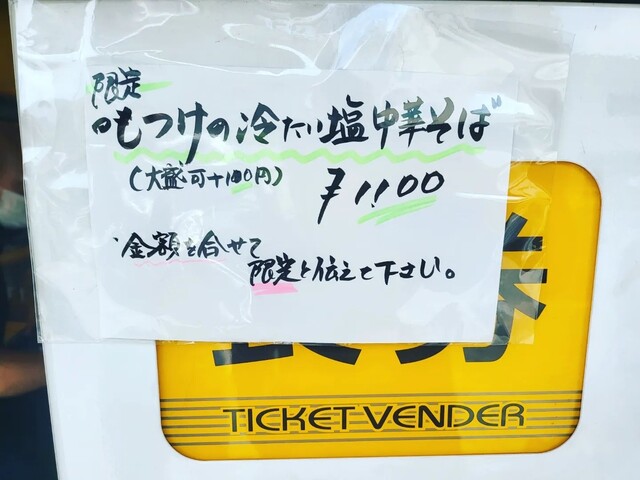 限定
もつけの冷たい塩中華そば
(大盛可+100円) ¥1100
金額を合せて
限定と伝えて下さい。
券
TICKET VENDER